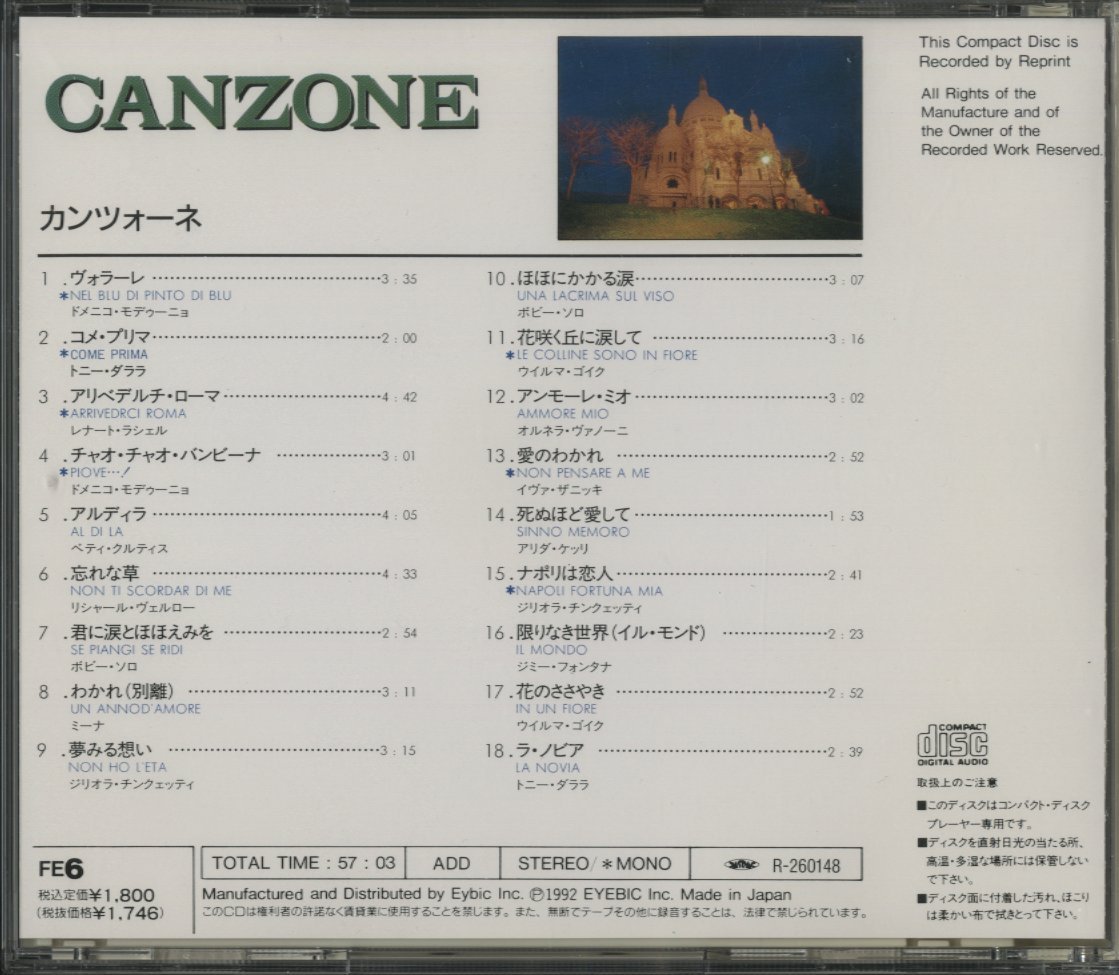 CANZONE
カンツォーネ
This Compact Disc is
Recorded by Reprint
All Rights of the
Manufacture and of
the Owner of the
Recorded Work Reserved.
1 .ヴォラーレ 3 : 35
*NEL BLU DI PINTO DI BLU
ドメニコ・モデゥーニョ
2 .コメ・プリマ 2 : 00
*COME PRIMA
トニー・ダララ
3 .アリベデルチ・ローマ 4 : 42
*ARRIVEDRCI ROMA
レナート・ラシェル
4 .チャオ・チャオ・バンビーナ 3 : 01
*PIOVE…!
ドメニコ・モデゥーニョ
5 .アルディラ 4 : 05
AL DI LA
ベティ・クルティス
6 .忘れな草 4 : 33
NON TI SCORDAR DI ME
リシャール・ヴェルロー
7 .君に涙とほほえみを 2 : 54
SE PIANGI SE RIDI
ボビー・ソロ
8 .わかれ(別離) 3 : 11
UN ANNOD'AMORE
ミーナ
9 .夢みる想い 3 : 15
NON HO L'ETA
ジリオラ・チンクェッティ
10.ほほにかかる涙 3 : 07
UNA LACRIMA SUL VISO
ボビー・ソロ
11.花咲く丘に涙して 3 : 16
*LE COLLINE SONO IN FIORE
ウイルマ・ゴイク
12.アンモーレ・ミオ 3 : 02
AMMORE MIO
オルネラ・ヴァノーニ
13.愛のわかれ 2 : 52
*NON PENSARE A ME
イヴァ・ザニッキ
14.死ぬほど愛して 1 : 53
SINNO MEMORO
アリダ・ケッリ
15.ナポリは恋人 2 : 41
*NAPOLI FORTUNA MIA
ジリオラ・チンクェッティ
16.限りなき世界(イル・モンド) 2 : 23
IL MONDO
ジミー・フォンタナ
17.花のささやき 2 : 52
IN UN FIORE
ウイルマ・ゴイク
18.ラ・ノビア 2 : 39
LA NOVIA
トニー・ダララ
COMPACT
disc
DIGITAL AUDIO
取扱上のご注意
■このディスクはコンパクト・ディスク
プレーヤー専用です。
■ディスクを直射日光の当たる所、
高温・多湿な場所には保管しない
で下さい。
■ディスク面に付着した汚れ、ほこり
は柔かい布で拭きとって下さい。
FE6
税込定価¥1,800
(税抜価格¥1,746)
TOTAL TIME : 57 : 03 ADD STEREO/*MONO R-260148
Manufactured and Distributed by Eybic Inc. ℗1992 EYEBIC Inc. Made in Japan
このCDは権利者の許諾なく賃貸業に使用することを禁じます。また、無断でテープその他に録音することは、法律で禁じられています。